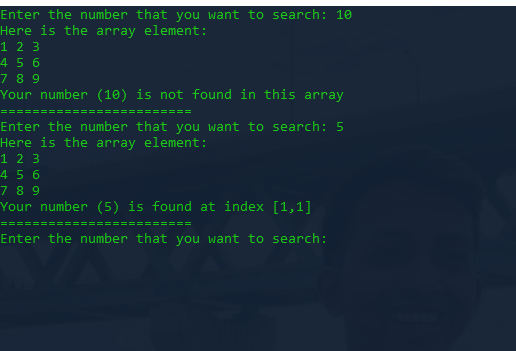 Enter the number that you want to search: 10
Here is the array element:
1 2 3
4 5 6
7 8 9
Your number (10) is not found in this array
========================
Enter the number that you want to search: 5
Here is the array element:
1 2 3
4 5 6
7 8 9
Your number (5) is found at index [1,1]
========================
Enter the number that you want to search: